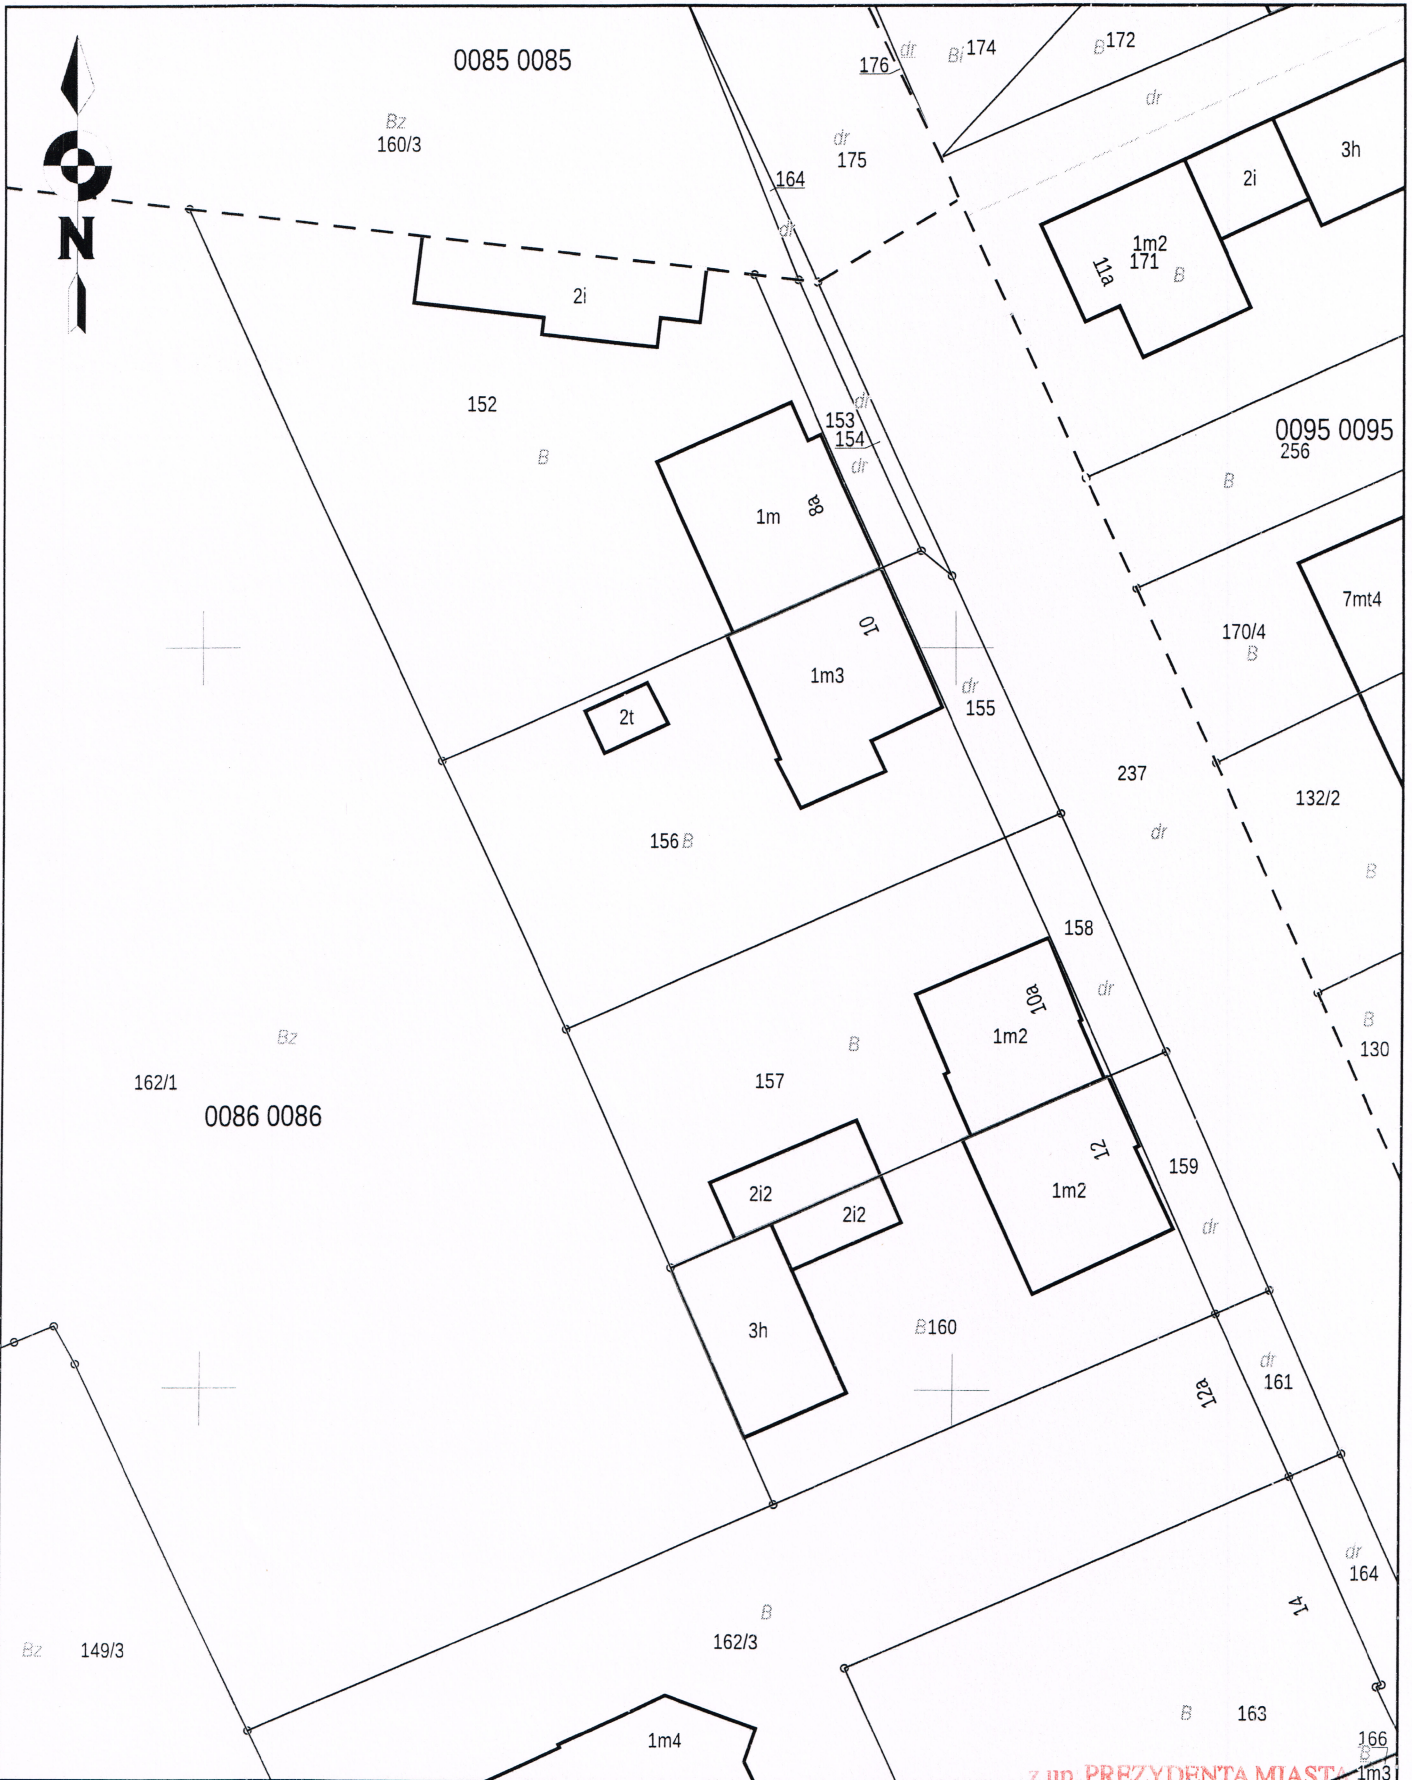 0085 0085
dr
176
Bi 174
B 172
dr
Bz
160/3
dr
175
3h
2i
164
dr
N
1m2
171
B
11a
2i
152
B
dr
153
154
dr
0095 0095
256
B
1m
8a
7mt4
10
170/4
B
1m3
dr
155
2t
237
132/2
dr
156 B
B
158
dr
10a
1m2
B
130
Bz
B
162/1
157
0086 0086
12
159
1m2
2i2
2i2
dr
3h
B160
dr
161
12a
dr
164
14
B
162/3
Bz 149/3
B 163
1m4
166
B
1m3
z up. PREZYDENTA MIASTA